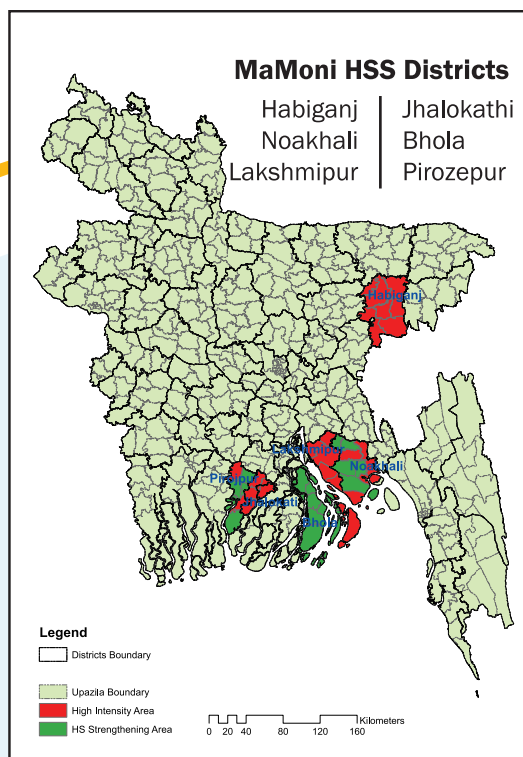 MaMoni HSS Districts
Habiganj
Noakhali
Lakshmipur
Jhalokathi
Bhola
Pirozepur
Habiganj
Lakshmipur
Noakhali
Pirojpur
Jhalokati
Bhola
Legend
Districts Boundary
Upazila Boundary
High Intensity Area
HS Strengthening Area
Kilometers
0 10 20 40 80 120 160